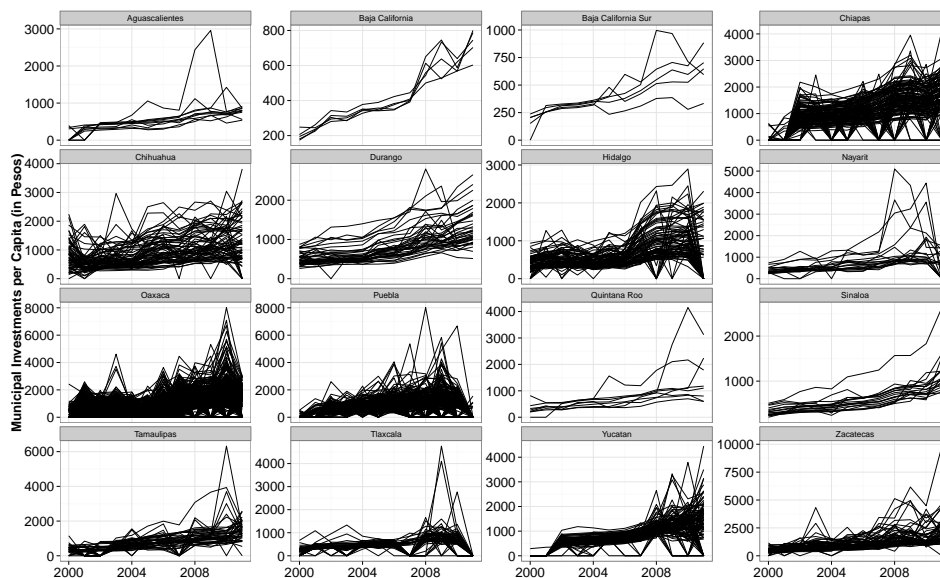 Aguascalientes Baja California Baja California Sur Chiapas
3000 2000 1000 0
800 600 400 200
1000 750 500 250 0
4000 3000 2000 1000 0
Chihuahua Durango Hidalgo Nayarit
4000 3000 2000 1000 0
2000 1000 0
3000 2000 1000 0
5000 4000 3000 2000 1000 0
Oaxaca Puebla Quintana Roo Sinaloa
8000 6000 4000 2000 0
8000 6000 4000 2000 0
4000 3000 2000 1000 0
2000 1000
Tamaulipas Tlaxcala Yucatan Zacatecas
6000 4000 2000 0
4000 3000 2000 1000 0
4000 3000 2000 1000 0
10000 7500 5000 2500 0
2000 2004 2008 2000 2004 2008 2000 2004 2008 2000 2004 2008
Municipal Investments per Capita (in Pesos)